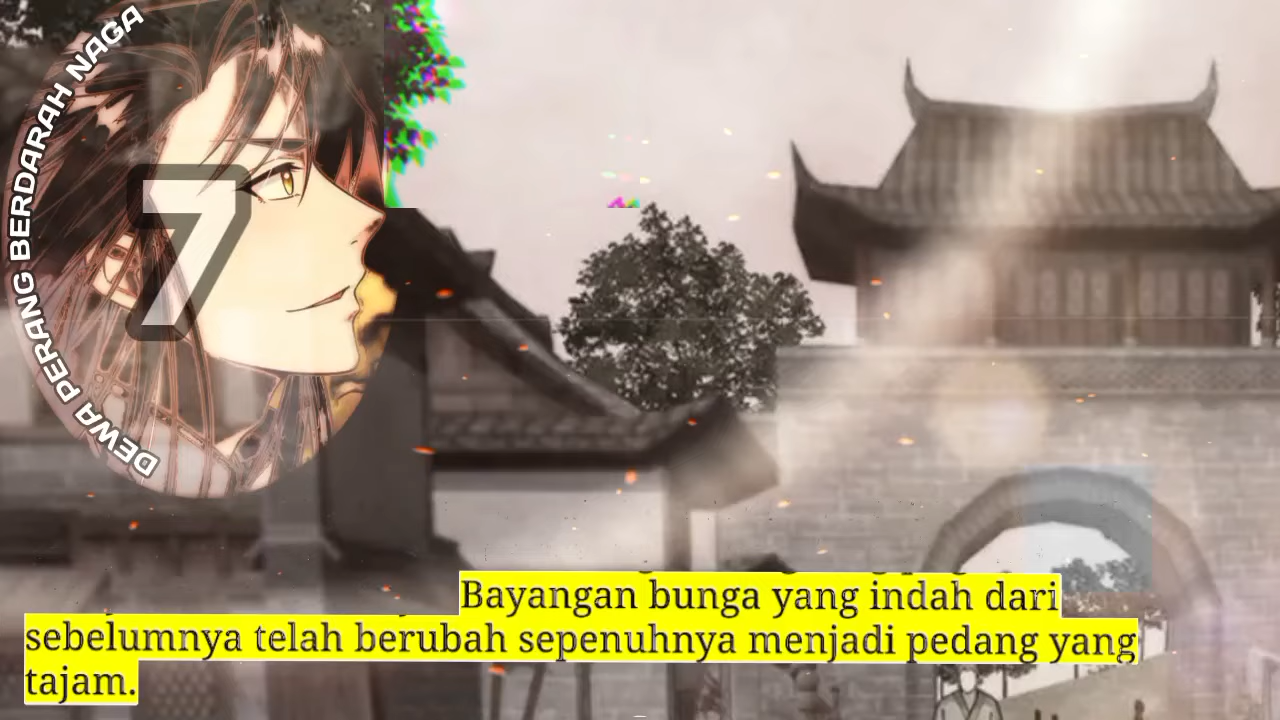 DEWA PERANG BERDARAH NAGA
7
Bayangan bunga yang indah dari
sebelumnya telah berubah sepenuhnya menjadi pedang yang
tajam.